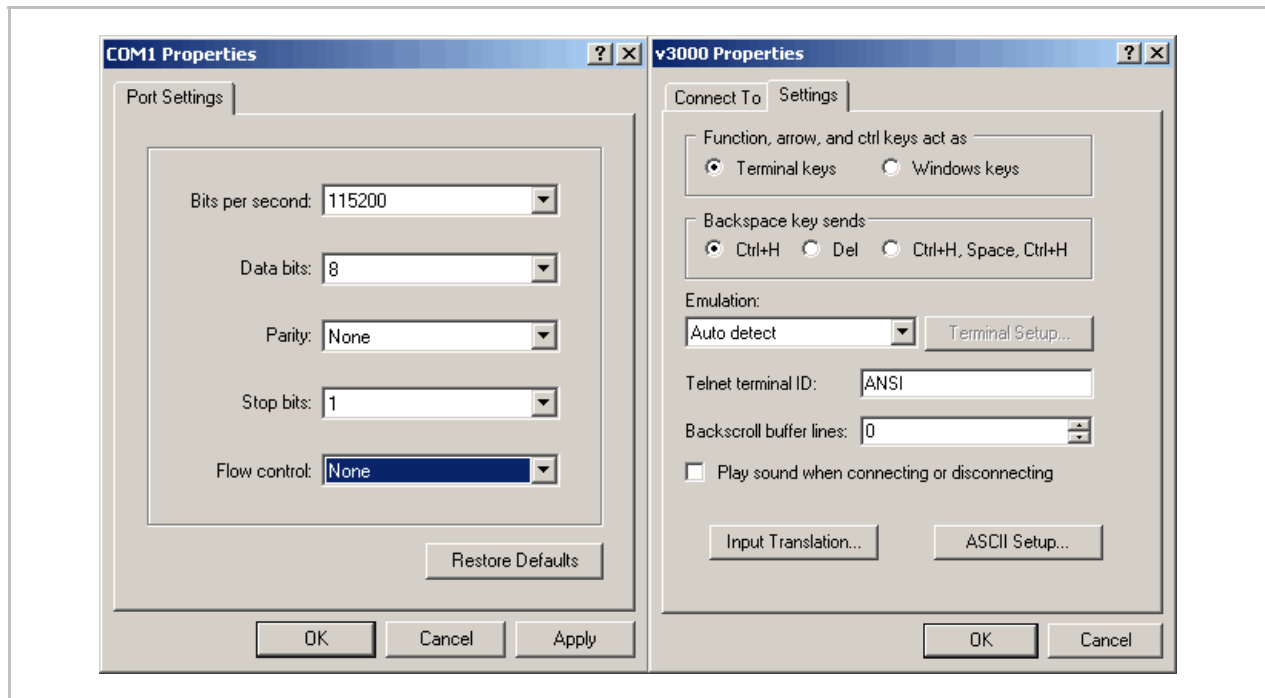 COM1 Properties
Port Settings
Bits per second: 115200
Data bits: 8
Parity: None
Stop bits: 1
Flow control: None
Restore Defaults
OK Cancel Apply
v3000 Properties
Connect To Settings
Function, arrow, and ctrl keys act as
Terminal keys Windows keys
Backspace key sends
Ctrl+H Del Ctrl+H, Space, Ctrl+H
Emulation:
Auto detect Terminal Setup...
Telnet terminal ID: ANSI
Backscroll buffer lines: 0
Play sound when connecting or disconnecting
Input Translation... ASCII Setup...
OK Cancel